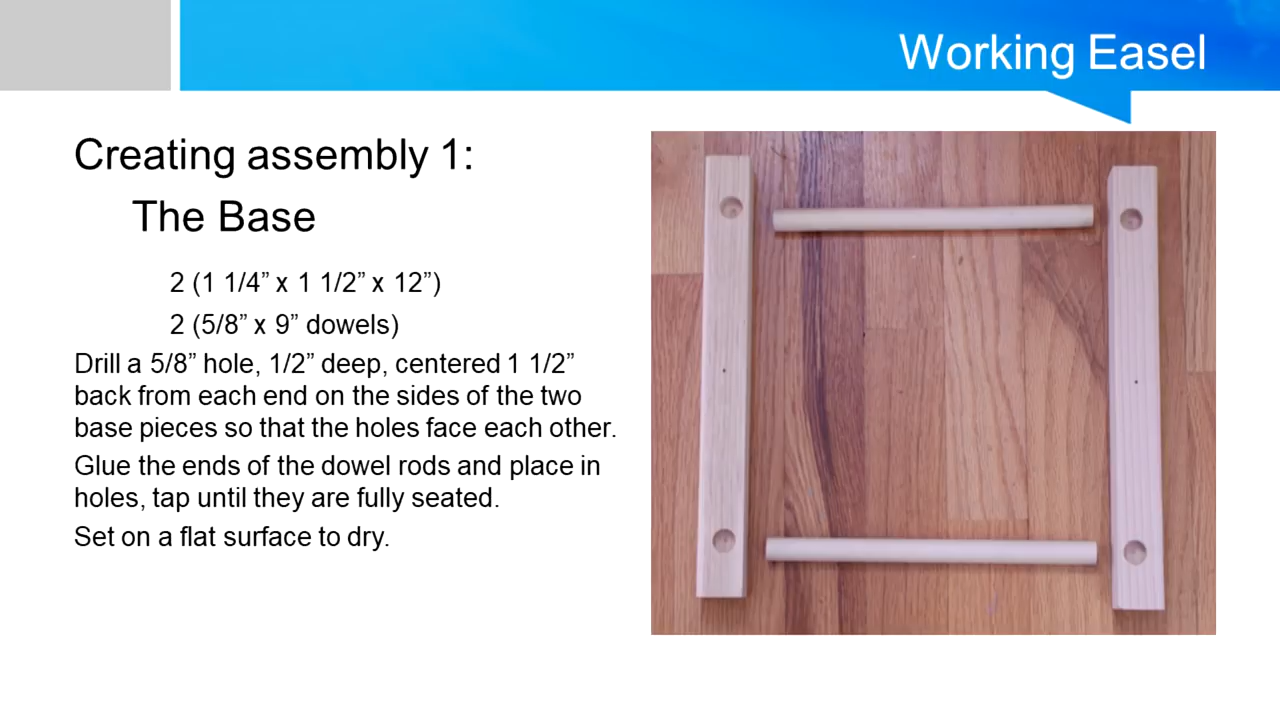 Working Easel
Creating assembly 1:
The Base
2 (1 1/4” x 1 1/2” x 12”)
2 (5/8” x 9” dowels)
Drill a 5/8” hole, 1/2” deep, centered 1 1/2”
back from each end on the sides of the two
base pieces so that the holes face each other.
Glue the ends of the dowel rods and place in
holes, tap until they are fully seated.
Set on a flat surface to dry.